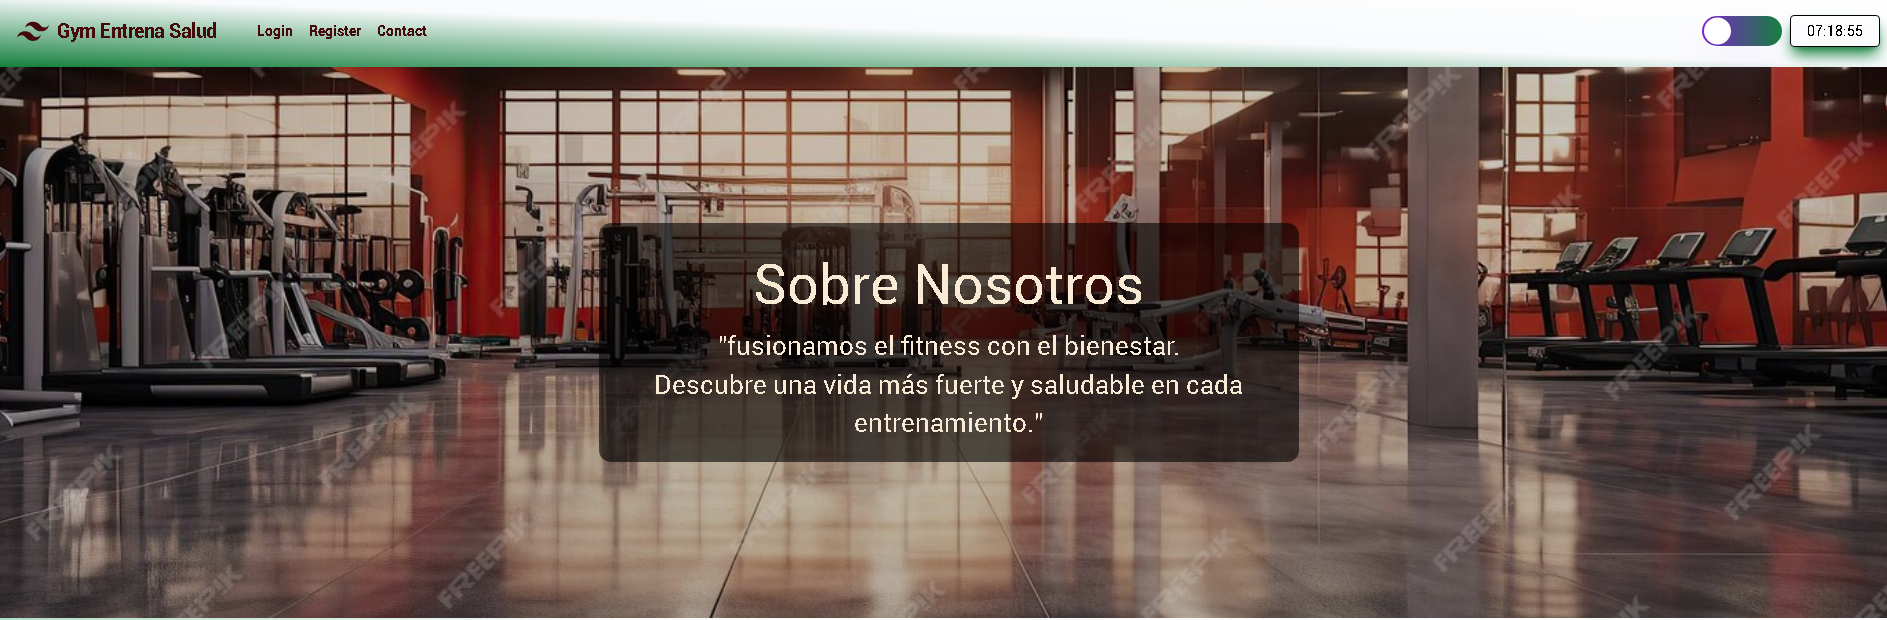 Gym Entrena Salud
Login Register Contact
07:18:55
Sobre Nosotros
"fusionamos el fitness con el bienestar.
Descubre una vida más fuerte y saludable en cada
entrenamiento."
FREEPIK